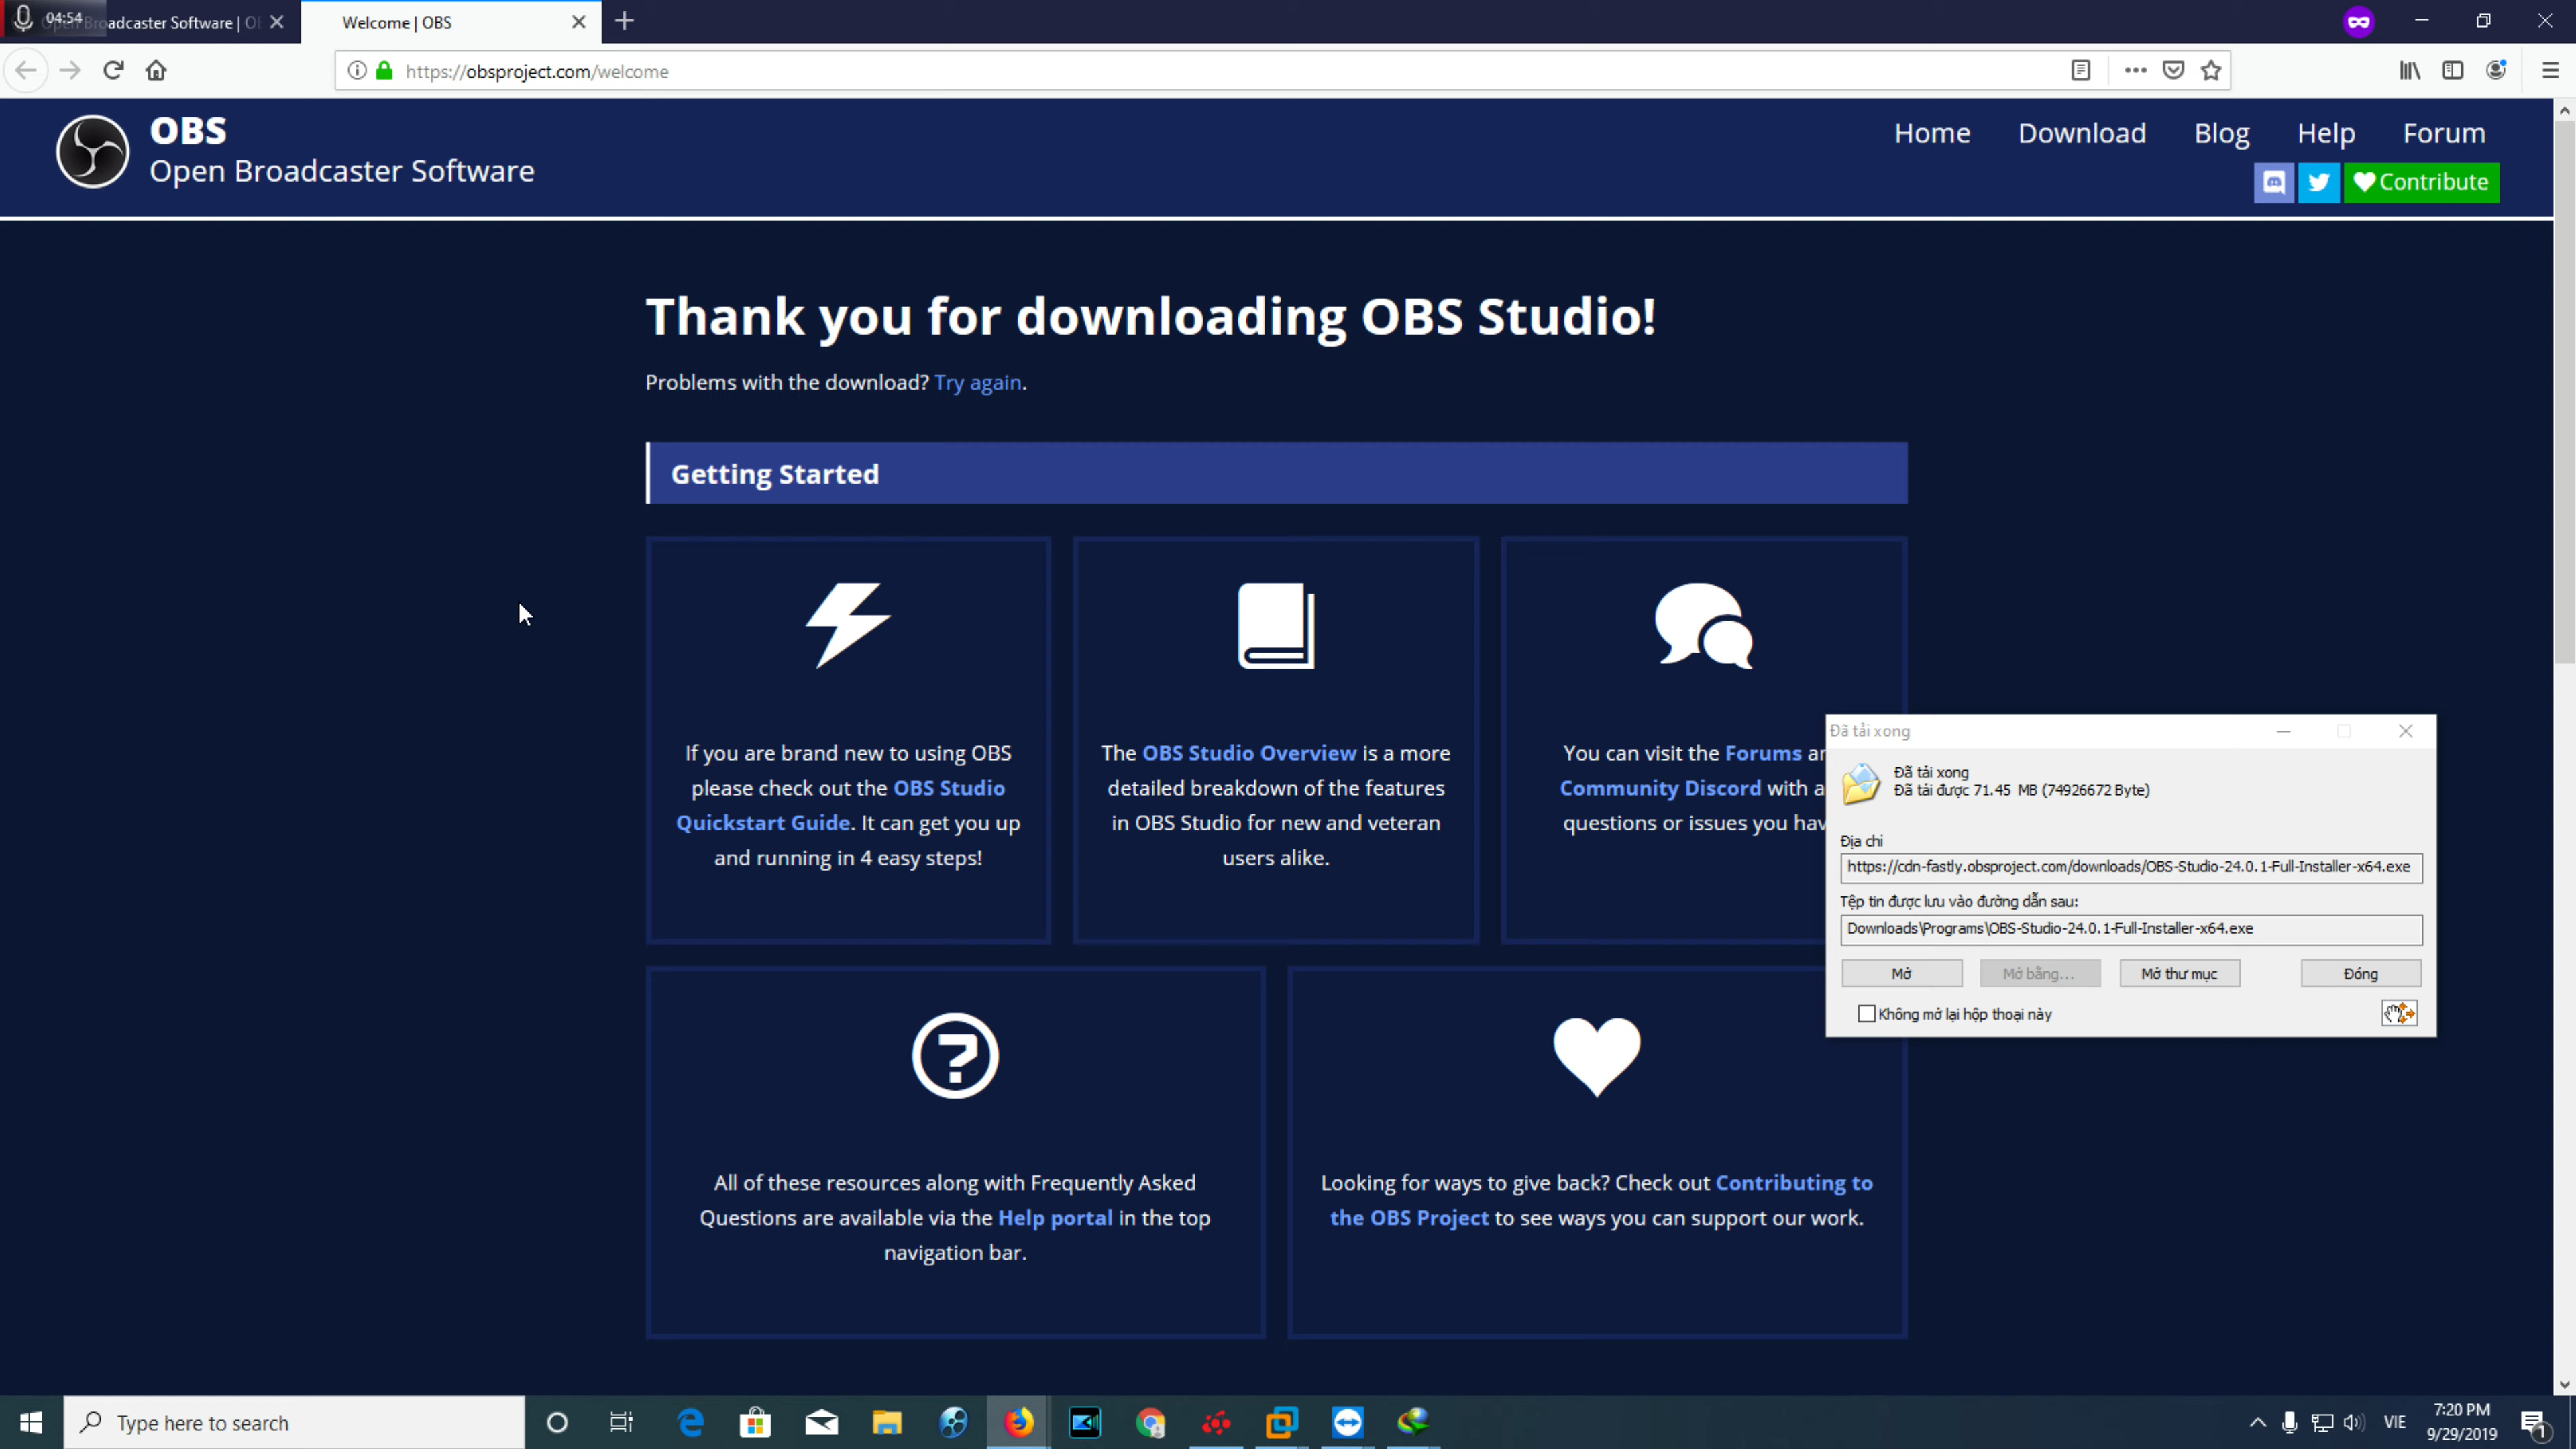 04:54
Open Broadcaster Software | O
Welcome | OBS
https://obsproject.com/welcome
OBS
Open Broadcaster Software
Home
Download
Blog
Help
Forum
Contribute
Thank you for downloading OBS Studio!
Problems with the download? Try again.
Getting Started
If you are brand new to using OBS
please check out the OBS Studio
Quickstart Guide. It can get you up
and running in 4 easy steps!
The OBS Studio Overview is a more
detailed breakdown of the features
in OBS Studio for new and veteran
users alike.
You can visit the Forums
Community Discord with
questions or issues you
Đã tải xong
Đã tải xong
Đã tải được 71.45 MB (74926672 Byte)
Địa chỉ
https://cdn-fastly.obsproject.com/downloads/OBS-Studio-24.0.1-Full-Installer-x64.exe
Tệp tin được lưu vào đường dẫn sau:
Downloads\Programs\OBS-Studio-24.0.1-Full-Installer-x64.exe
Mở
Mở bằng...
Mở thư mục
Đóng
Không mở lại hộp thoại này
All of these resources along with Frequently Asked
Questions are available via the Help portal in the top
navigation bar.
Looking for ways to give back? Check out Contributing to
the OBS Project to see ways you can support our work.
Type here to search
VIE
7:20 PM
9/29/2019
1